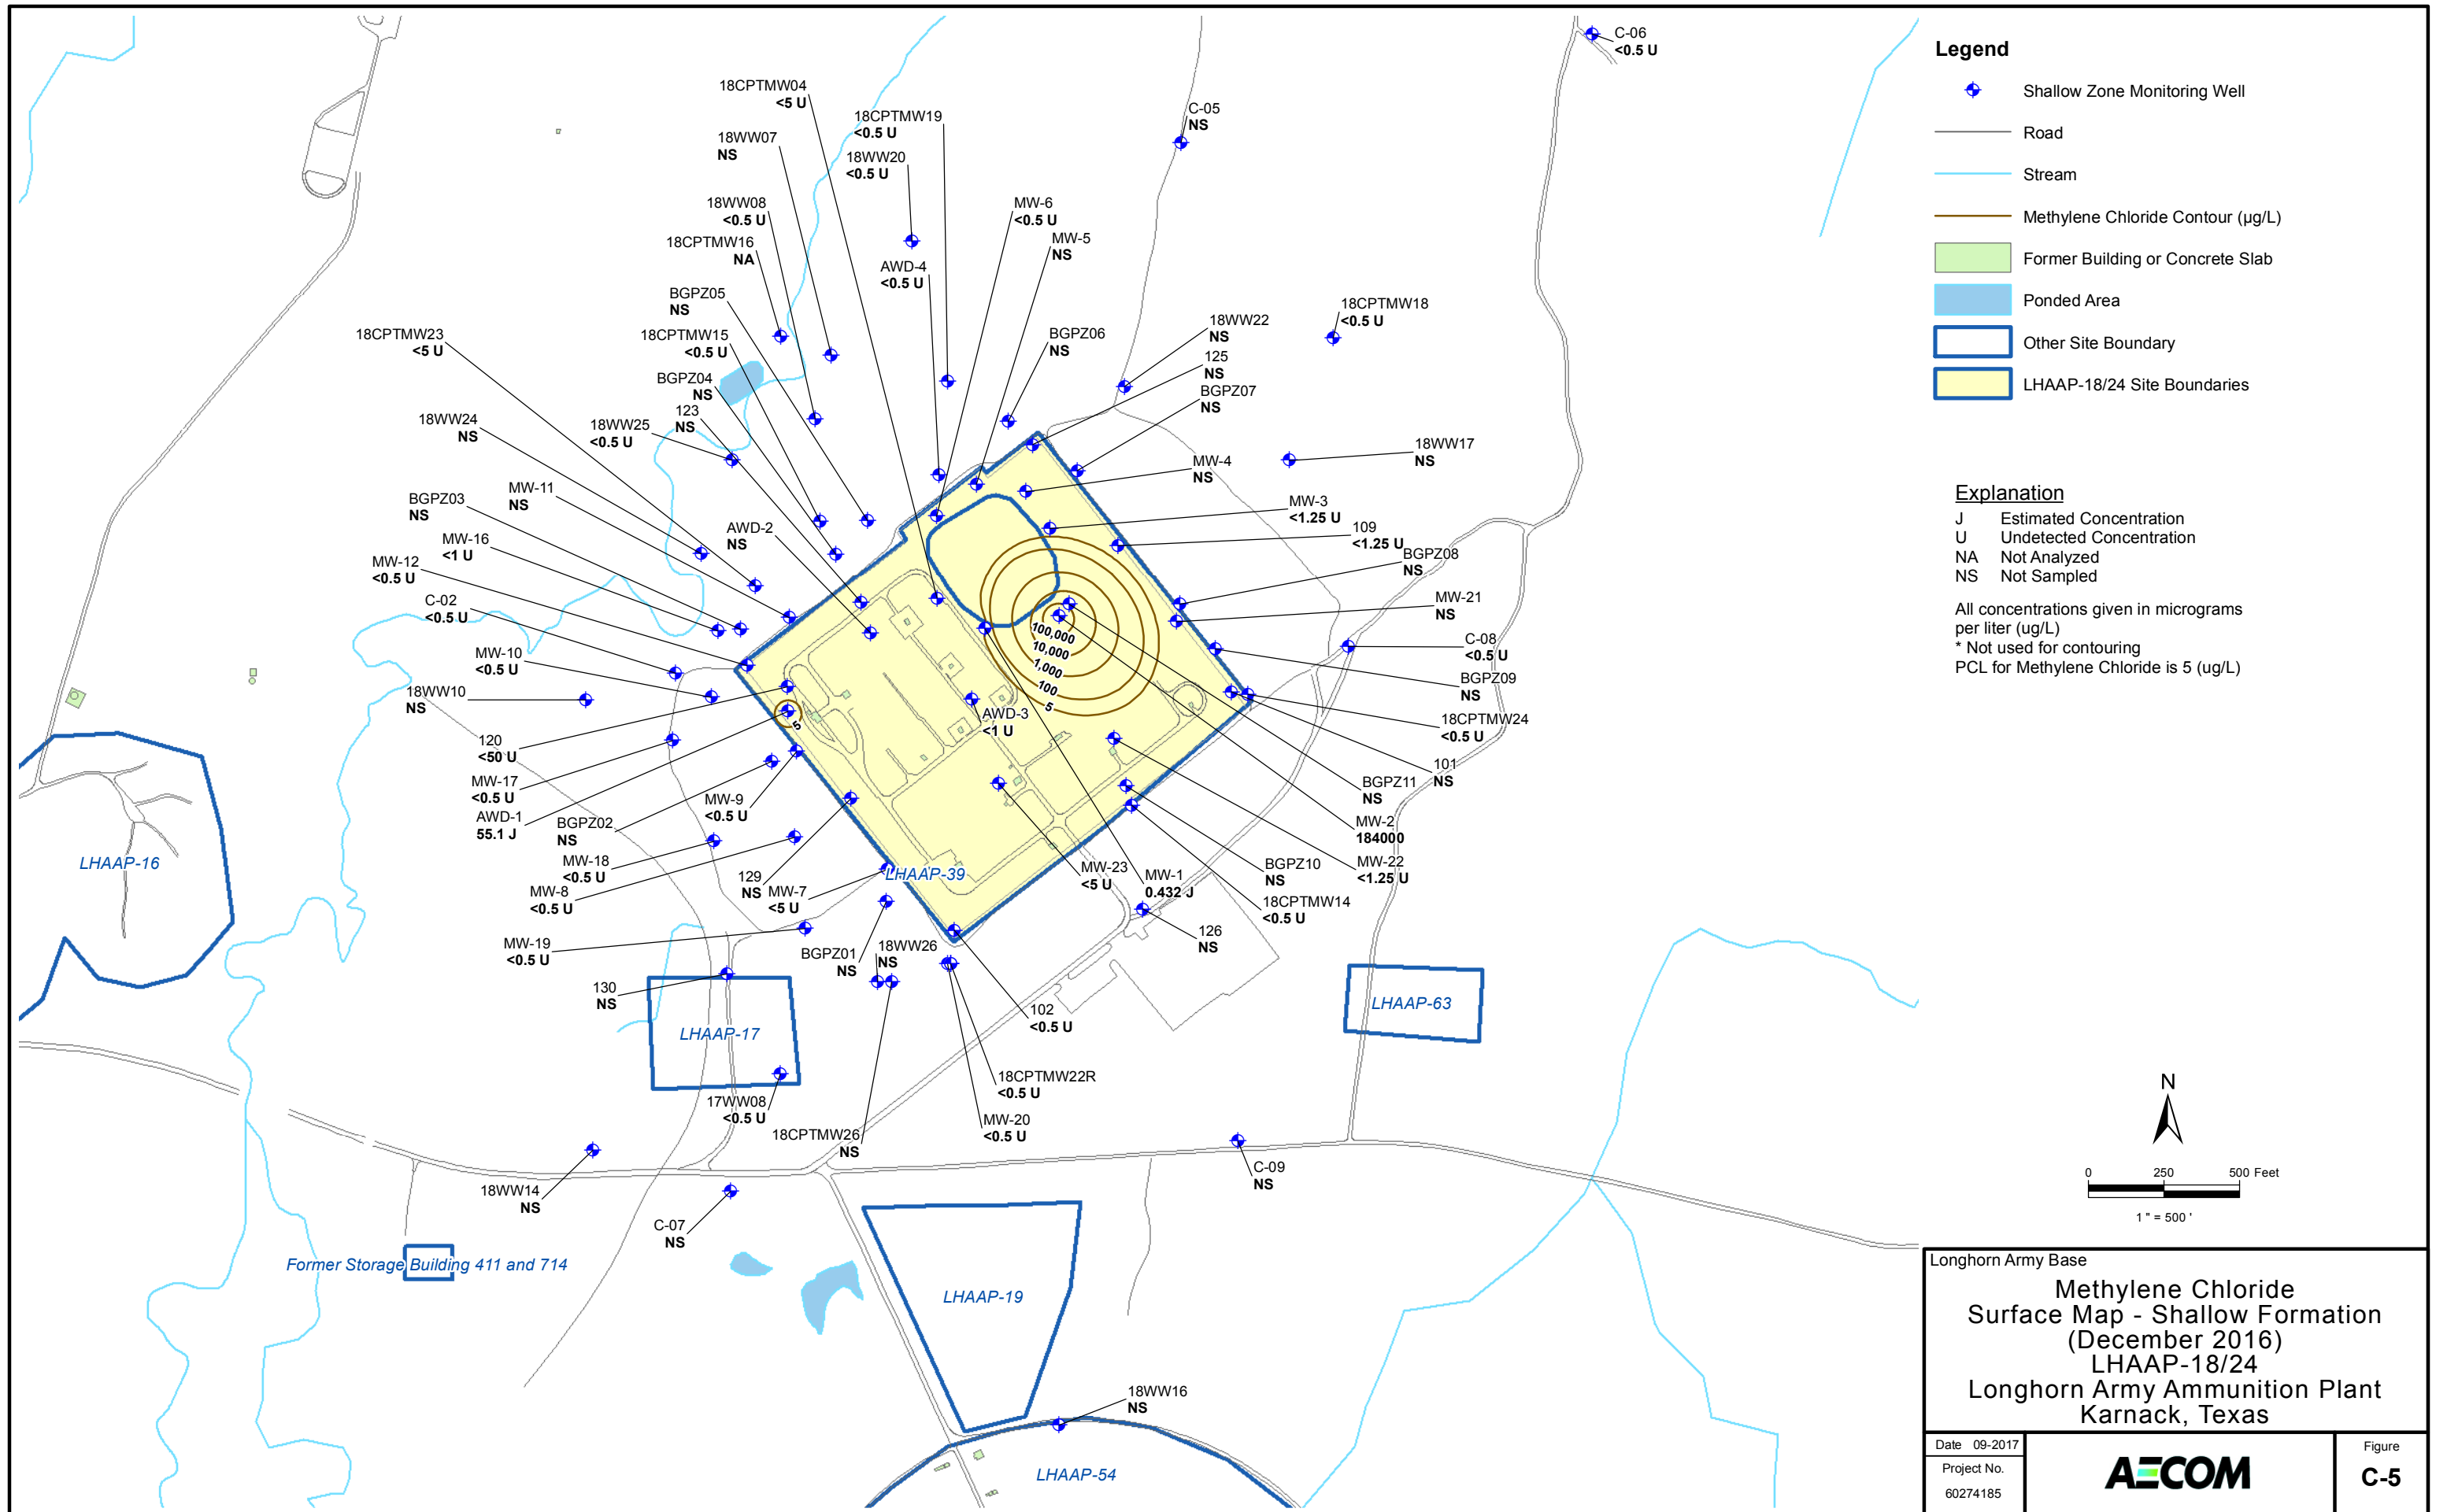 C-06
<0.5 U
18CPTMW04
<5 U
18CPTMW19
<0.5 U
C-05
NS
18WW07
NS
18WW20
<0.5 U
18WW08
<0.5 U
MW-6
<0.5 U
18CPTMW16
NA
MW-5
NS
AWD-4
<0.5 U
BGPZ05
NS
18CPTMW18
<0.5 U
18WW22
NS
18CPTMW23
<5 U
18CPTMW15
<0.5 U
BGPZ06
NS
125
NS
BGPZ04
NS
BGPZ07
NS
123
NS
18WW24
NS
18WW25
<0.5 U
18WW17
NS
MW-4
NS
BGPZ03
NS
MW-11
NS
MW-3
<1.25 U
AWD-2
NS
109
<1.25 U
MW-16
<1 U
BGPZ08
NS
MW-12
<0.5 U
MW-21
NS
C-02
<0.5 U
C-08
<0.5 U
MW-10
<0.5 U
BGPZ09
NS
18WW10
NS
100,000
10,000
1,000
100
5
5
AWD-3
<1 U
18CPTMW24
<0.5 U
120
<50 U
101
NS
MW-17
<0.5 U
BGPZ11
NS
MW-9
<0.5 U
AWD-1
55.1 J
BGPZ02
NS
MW-2
184000
MW-18
<0.5 U
MW-22
<1.25 U
BGPZ10
NS
MW-23
<5 U
MW-1
0.432 J
129
NS
MW-8
<0.5 U
MW-7
<5 U
18CPTMW14
<0.5 U
126
NS
MW-19
<0.5 U
BGPZ01
NS
18WW26
NS
130
NS
102
<0.5 U
18CPTMW22R
<0.5 U
17WW08
<0.5 U
MW-20
<0.5 U
18CPTMW26
NS
C-09
NS
18WW14
NS
C-07
NS
18WW16
NS
LHAAP-16
LHAAP-39
LHAAP-17
LHAAP-63
Former Storage Building 411 and 714
LHAAP-19
LHAAP-54
Legend
Shallow Zone Monitoring Well
Road
Stream
Methylene Chloride Contour (µg/L)
Former Building or Concrete Slab
Ponded Area
Other Site Boundary
LHAAP-18/24 Site Boundaries
Explanation
J Estimated Concentration
U Undetected Concentration
NA Not Analyzed
NS Not Sampled
All concentrations given in micrograms
per liter (ug/L)
* Not used for contouring
PCL for Methylene Chloride is 5 (ug/L)
N
0 250 500 Feet
1 " = 500 '
Longhorn Army Base
Methylene Chloride
Surface Map - Shallow Formation
(December 2016)
LHAAP-18/24
Longhorn Army Ammunition Plant
Karnack, Texas
Date 09-2017
Project No.
60274185
AECOM
Figure
C-5